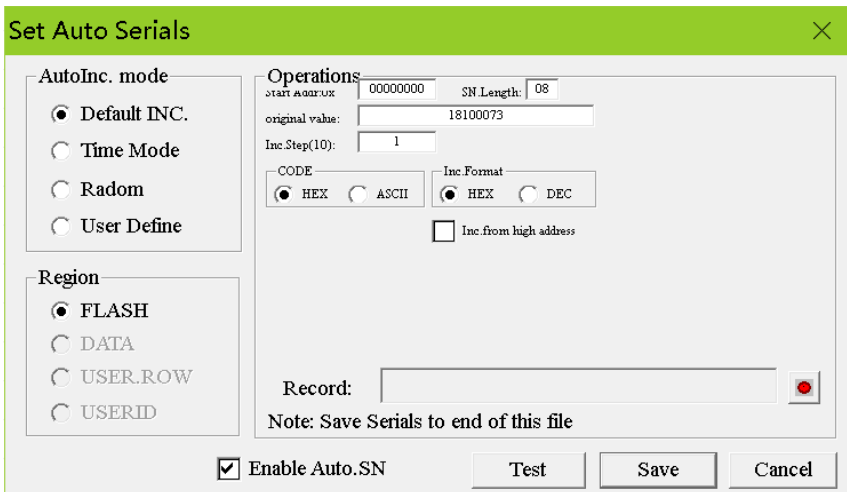 Set Auto Serials
AutoInc. mode
Default INC.
Time Mode
Radom
User Define
Region
FLASH
DATA
USER.ROW
USERID
Operations
Start Addr:0x 00000000 SN.Length: 08
original value: 18100073
Inc.Step(10): 1
CODE
HEX ASCII
Inc.Format
HEX DEC
Inc.from high address
Record:
Note: Save Serials to end of this file
Enable Auto.SN Test Save Cancel